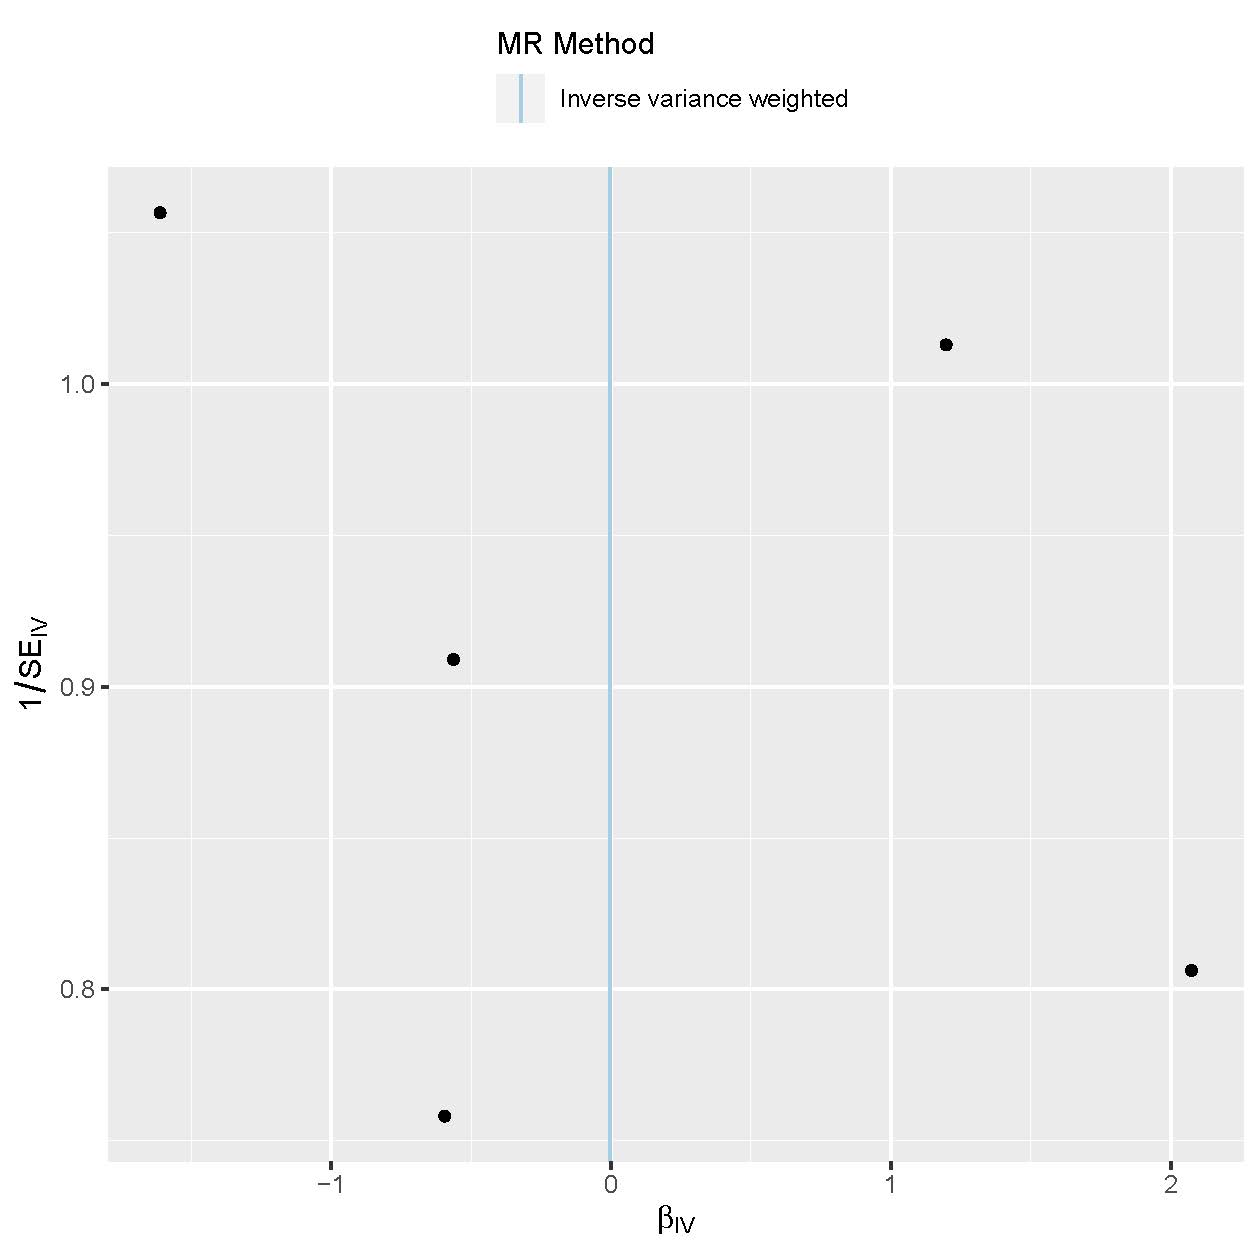 MR Method
Inverse variance weighted
1.0
0.9
0.8
1/SE_IV
−1 0 1 2
β_IV